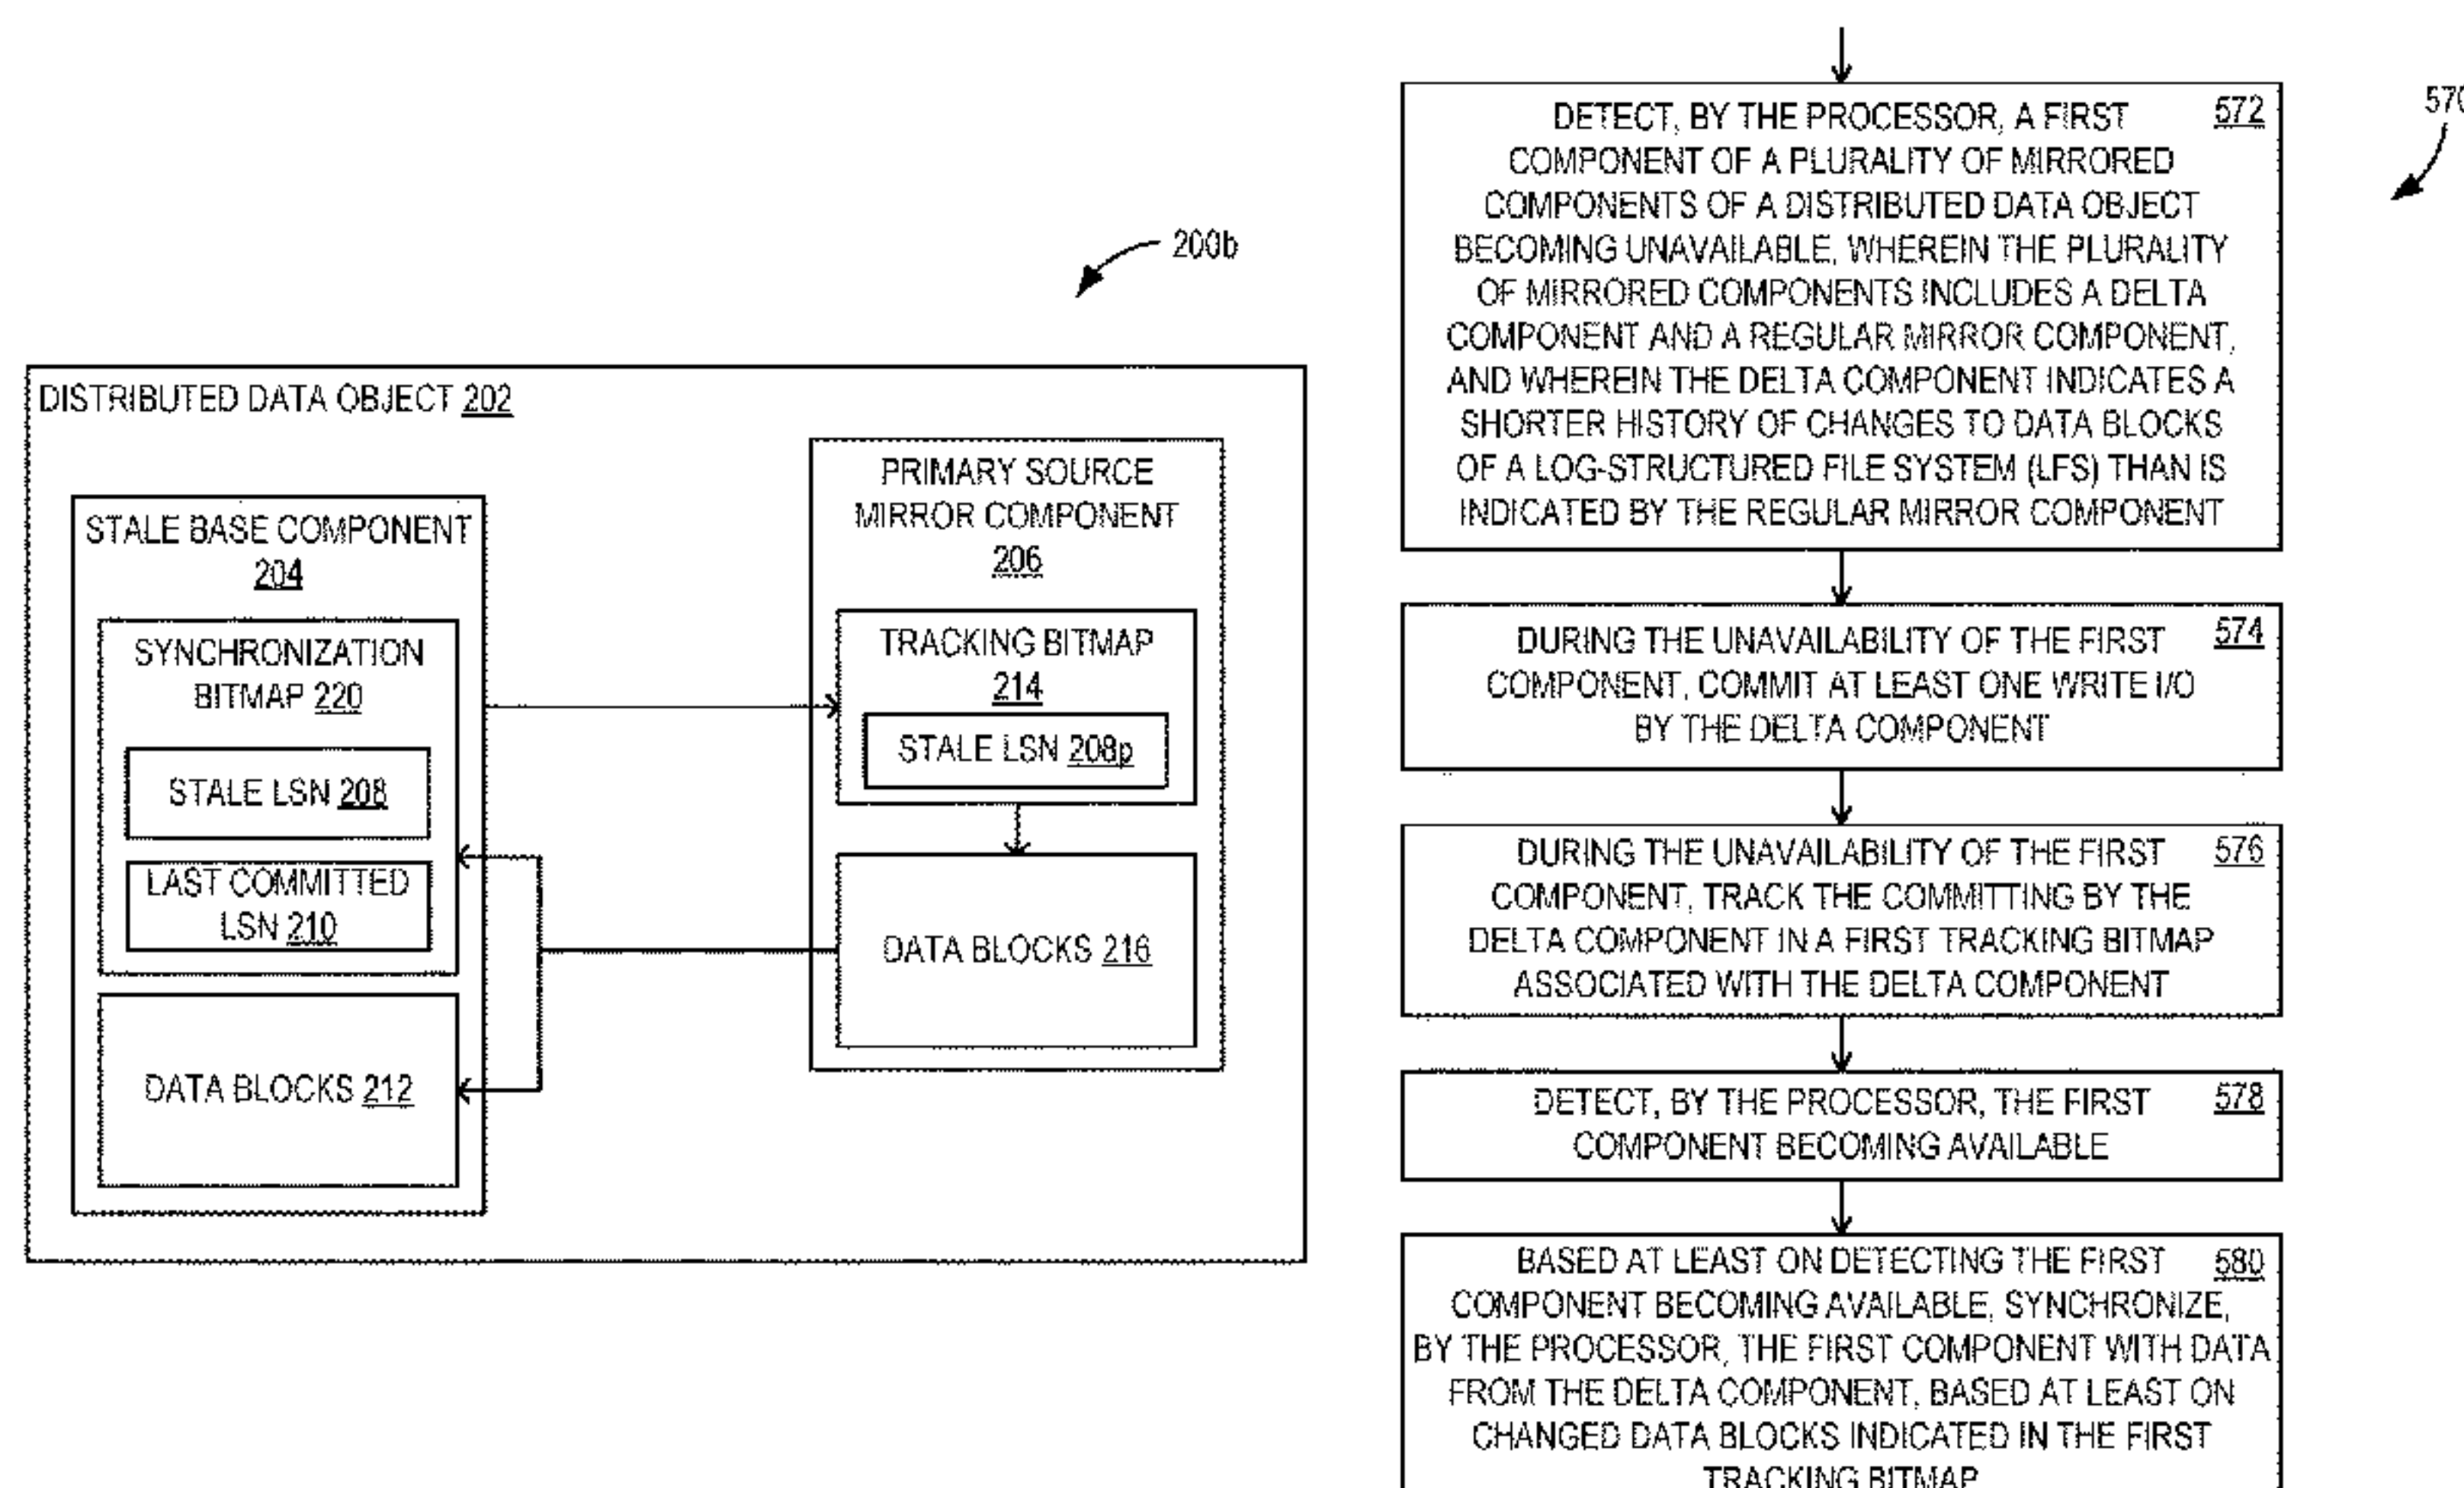 200b
DISTRIBUTED DATA OBJECT 202
STALE BASE COMPONENT
204
SYNCHRONIZATION
BITMAP 220
STALE LSN 208
LAST COMMITTED
LSN 210
DATA BLOCKS 212
PRIMARY SOURCE
MIRROR COMPONENT
206
TRACKING BITMAP
214
STALE LSN 208p
DATA BLOCKS 216
570
572
DETECT, BY THE PROCESSOR, A FIRST
COMPONENT OF A PLURALITY OF MIRRORED
COMPONENTS OF A DISTRIBUTED DATA OBJECT
BECOMING UNAVAILABLE, WHEREIN THE PLURALITY
OF MIRRORED COMPONENTS INCLUDES A DELTA
COMPONENT AND A REGULAR MIRROR COMPONENT,
AND WHEREIN THE DELTA COMPONENT INDICATES A
SHORTER HISTORY OF CHANGES TO DATA BLOCKS
OF A LOG-STRUCTURED FILE SYSTEM (LFS) THAN IS
INDICATED BY THE REGULAR MIRROR COMPONENT
574
DURING THE UNAVAILABILITY OF THE FIRST
COMPONENT, COMMIT AT LEAST ONE WRITE I/O
BY THE DELTA COMPONENT
576
DURING THE UNAVAILABILITY OF THE FIRST
COMPONENT, TRACK THE COMMITTING BY THE
DELTA COMPONENT IN A FIRST TRACKING BITMAP
ASSOCIATED WITH THE DELTA COMPONENT
578
DETECT, BY THE PROCESSOR, THE FIRST
COMPONENT BECOMING AVAILABLE
580
BASED AT LEAST ON DETECTING THE FIRST
COMPONENT BECOMING AVAILABLE, SYNCHRONIZE,
BY THE PROCESSOR, THE FIRST COMPONENT WITH DATA
FROM THE DELTA COMPONENT, BASED AT LEAST ON
CHANGED DATA BLOCKS INDICATED IN THE FIRST
TRACKING BITMAP